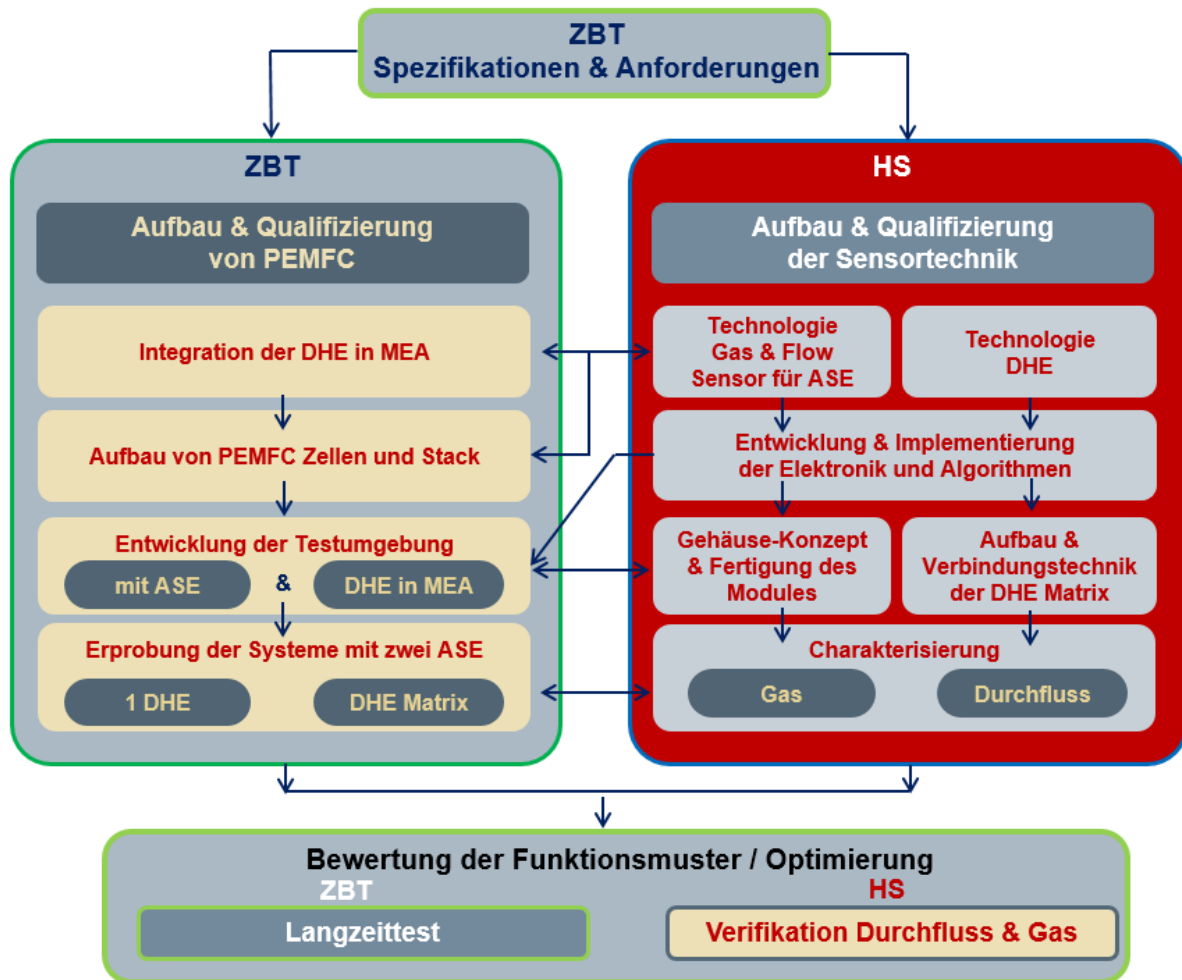 ZBT
Spezifikationen & Anforderungen
ZBT
Aufbau & Qualifizierung
von PEMFC
Integration der DHE in MEA
Aufbau von PEMFC Zellen und Stack
Entwicklung der Testumgebung
mit ASE & DHE in MEA
Erprobung der Systeme mit zwei ASE
1 DHE DHE Matrix
HS
Aufbau & Qualifizierung
der Sensortechnik
Technologie
Gas & Flow
Sensor für ASE
Technologie
DHE
Entwicklung & Implementierung
der Elektronik und Algorithmen
Gehäuse-Konzept
& Fertigung des
Modules
Aufbau &
Verbindungstechnik
der DHE Matrix
Charakterisierung
Gas Durchfluss
Bewertung der Funktionsmuster / Optimierung
ZBT
Langzeittest
HS
Verifikation Durchfluss & Gas